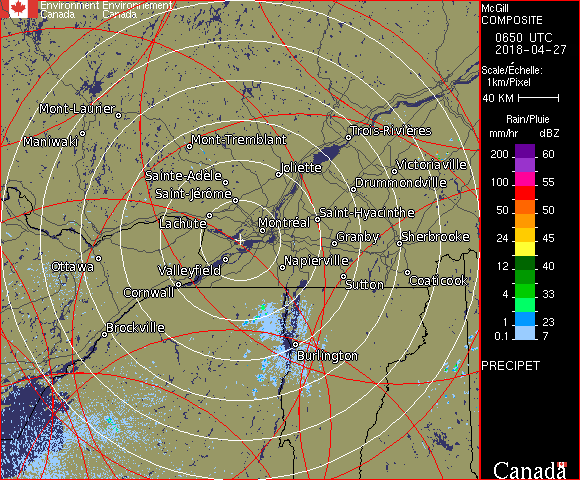 Environment Environnement
Canada Canada
McGill
COMPOSITE
0650 UTC
2018-04-27
Scale/Échelle:
1km/Pixel
40 KM
Rain/Pluie
mm/hr dBZ
200 60
150 55
100 55
50 50
24 45
12 40
4 33
1 23
0.1 7
PRECIPET
Canada
Mont-Laurier
Maniwaki
Mont-Tremblant
Trois-Rivières
Joliette
Victoriaville
Sainte-Adèle
Drummondville
Saint-Jérôme
Lachute
Saint-Hyacinthe
Montréal
Granby
Sherbrooke
Ottawa
Valleyfield
Napierville
Cornwall
Sutton
Coaticook
Brockville
Burlington